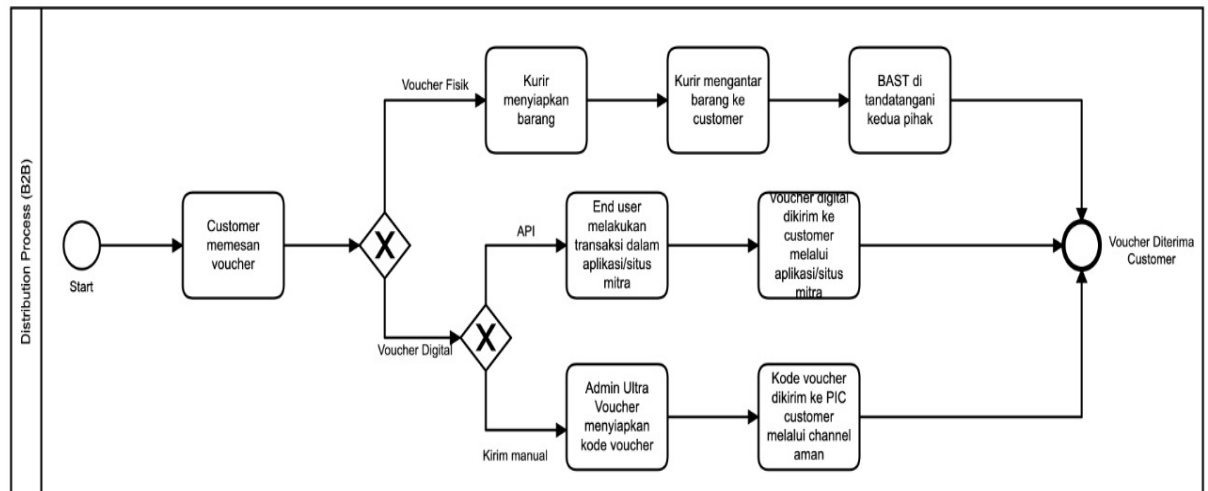 Distribution Process (B2B)
Start
Customer
memesan
voucher
X
Voucher Fisik
Kurir
menyiapkan
barang
Kurir mengantar
barang ke
customer
BAST di
tandatangani
kedua pihak
Voucher Digital
X
API
End user
melakukan
transaksi dalam
aplikasi/situs
mitra
Voucher digital
dikirim ke
customer
melalui
aplikasi/situs
mitra
Kirim manual
Admin Ultra
Voucher
menyiapkan
kode voucher
Kode voucher
dikirim ke PIC
customer
melalui channel
aman
Voucher Diterima
Customer